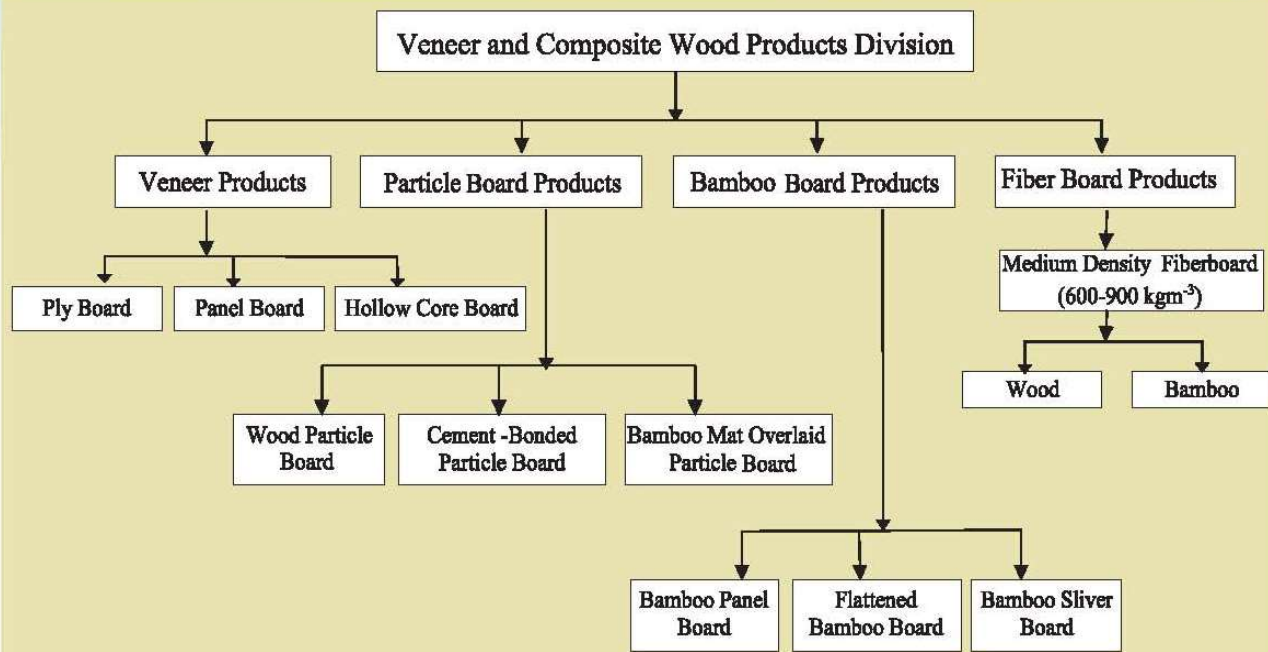 Veneer and Composite Wood Products Division
Veneer Products
Particle Board Products
Bamboo Board Products
Fiber Board Products
Medium Density Fiberboard
(600-900 kgm⁻³)
Ply Board
Panel Board
Hollow Core Board
Wood
Bamboo
Wood Particle
Board
Cement -Bonded
Particle Board
Bamboo Mat Overlaid
Particle Board
Bamboo Panel
Board
Flattened
Bamboo Board
Bamboo Sliver
Board